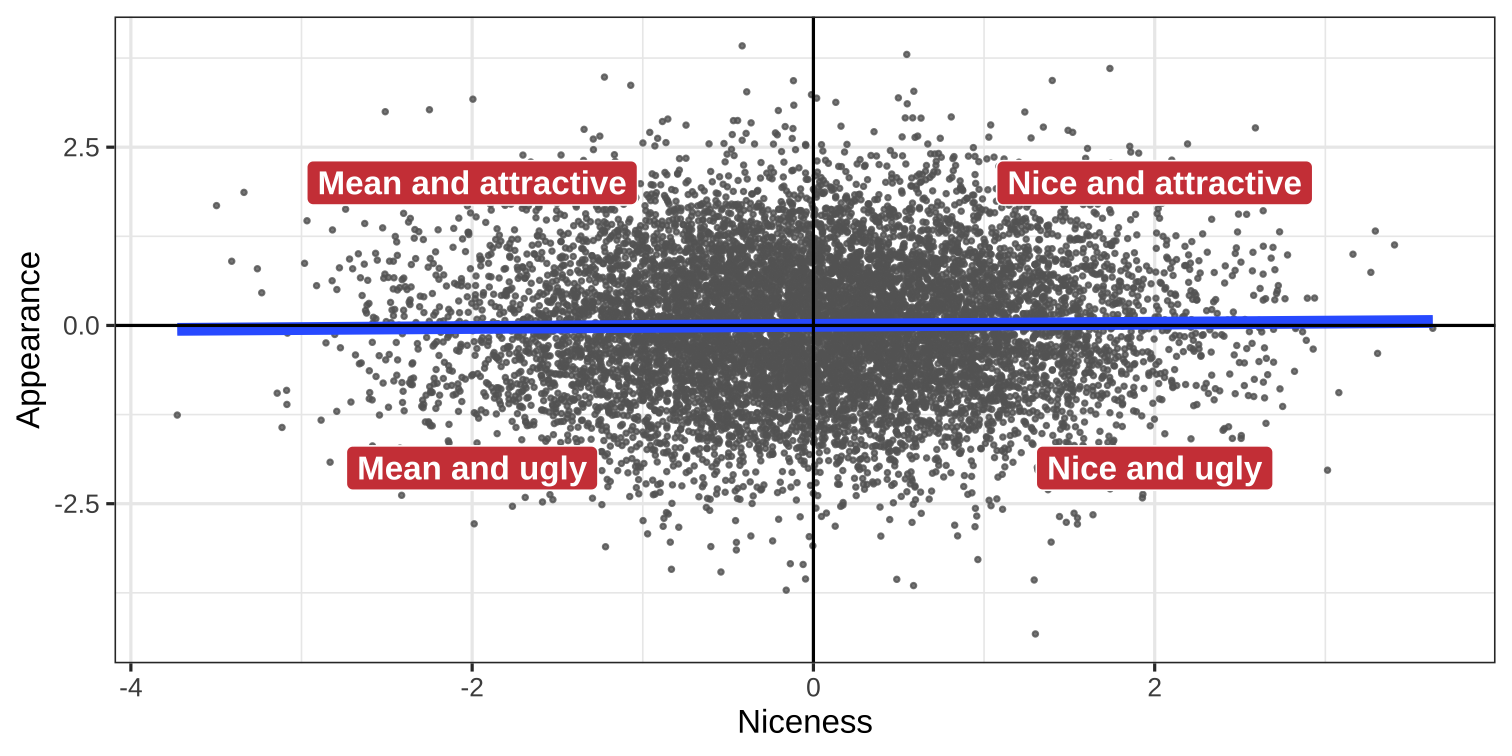 Mean and attractive
Nice and attractive
Mean and ugly
Nice and ugly
2.5
0.0
-2.5
Appearance
-4
-2
0
2
Niceness